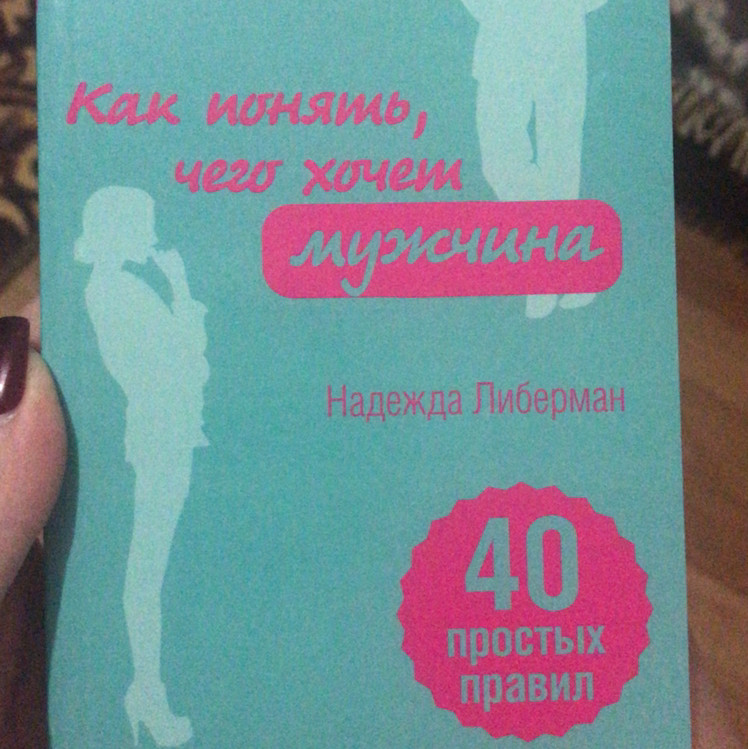 Как понять,
чего хочет
мужчина
Надежда Либерман
40
простых
правил